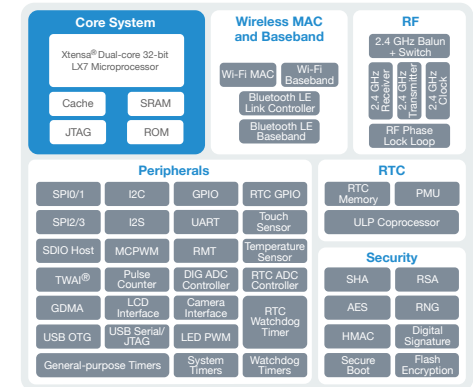 Core System
Xtensa® Dual-core 32-bit
LX7 Microprocessor
Cache
SRAM
JTAG
ROM
Wireless MAC
and Baseband
Wi-Fi MAC
Wi-Fi
Baseband
Bluetooth LE
Link Controller
Bluetooth LE
Baseband
RF
2.4 GHz Balun
+ Switch
2.4 GHz
Receiver
2.4 GHz
Transmitter
2.4 GHz
Clock
RF Phase
Lock Loop
Peripherals
SPI0/1
I2C
GPIO
RTC GPIO
SPI2/3
I2S
UART
Touch
Sensor
SDIO Host
MCPWM
RMT
Temperature
Sensor
TWAI®
Pulse
Counter
DIG ADC
Controller
RTC ADC
Controller
GDMA
LCD
Interface
Camera
Interface
RTC
Watchdog
Timer
USB OTG
USB Serial/
JTAG
LED PWM
General-purpose Timers
System
Timers
Watchdog
Timers
RTC
RTC
Memory
PMU
ULP Coprocessor
Security
SHA
RSA
AES
RNG
HMAC
Digital
Signature
Secure
Boot
Flash
Encryption